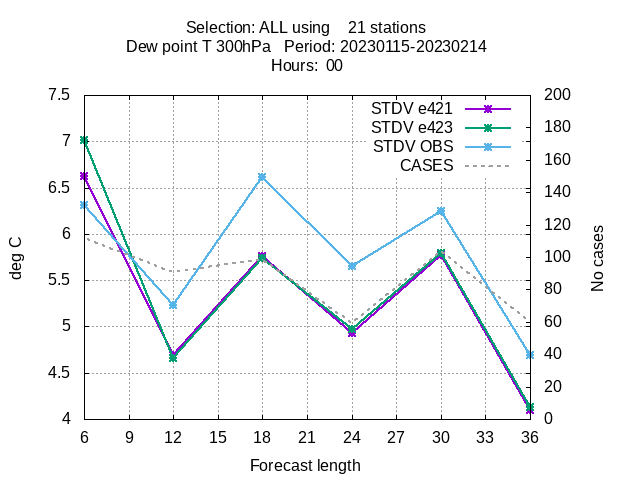 Selection: ALL using 21 stations
Dew point T 300hPa Period: 20230115-20230214
Hours: 00
STDV e421
STDV e423
STDV OBS
CASES
7.5
7
6.5
6
5.5
5
4.5
4
deg C
200
180
160
140
120
100
80
60
40
20
0
No cases
6 9 12 15 18 21 24 27 30 33 36
Forecast length